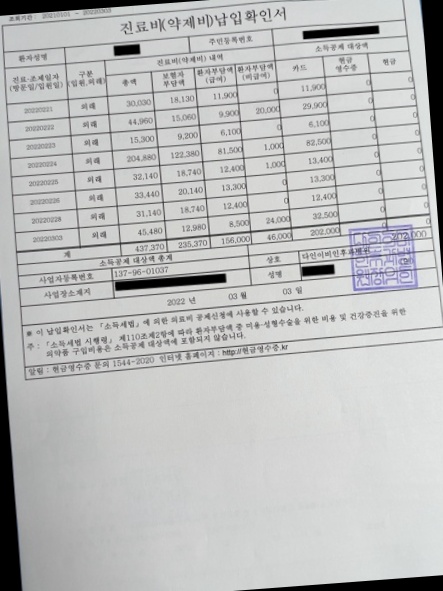 조회기간 : 20210101 ~ 20220303
진료비(약제비)납입확인서
환자성명 주민등록번호
진료·조제일자 (방문일/입원일) 구분 (입원,외래) 진료비(약제비) 내역 소득공제 대상액
총액 보험자 부담액 환자부담액 (급여) 환자부담액 (비급여) 카드 현금 영수증 현금
20220221 외래 30,030 18,130 11,900 0 11,900 0 0
20220222 외래 44,960 15,060 9,900 20,000 29,900 0 0
20220223 외래 15,300 9,200 6,100 0 6,100 0 0
20220224 외래 204,880 122,380 81,500 1,000 82,500 0 0
20220225 외래 32,140 18,740 12,400 1,000 13,400 0 0
20220226 외래 33,440 20,140 13,300 0 13,300 0 0
20220228 외래 31,140 18,740 12,400 0 12,400 0 0
20220303 외래 45,480 12,980 8,500 24,000 32,500 0 0
계 437,370 235,370 156,000 46,000 202,000 0 0
소득공제 대상액 총계 202,000
사업자등록번호 137-96-01037 상호 다인이비인후과병원
사업장소재지 성명
2022 년 03 월 03 일
※ 이 납입확인서는 「소득세법」에 의한 의료비 공제신청에 사용할 수 있습니다.
주 : 「소득세법 시행령」 제110조제2항에 따라 환자부담액 중 미용·성형수술을 위한 비용 및 건강증진을 위한
의약품 구입비용은 소득공제 대상액에 포함되지 않습니다.
알림 : 현금영수증 문의 1544-2020 인터넷 홈페이지 : http://현금영수증.kr